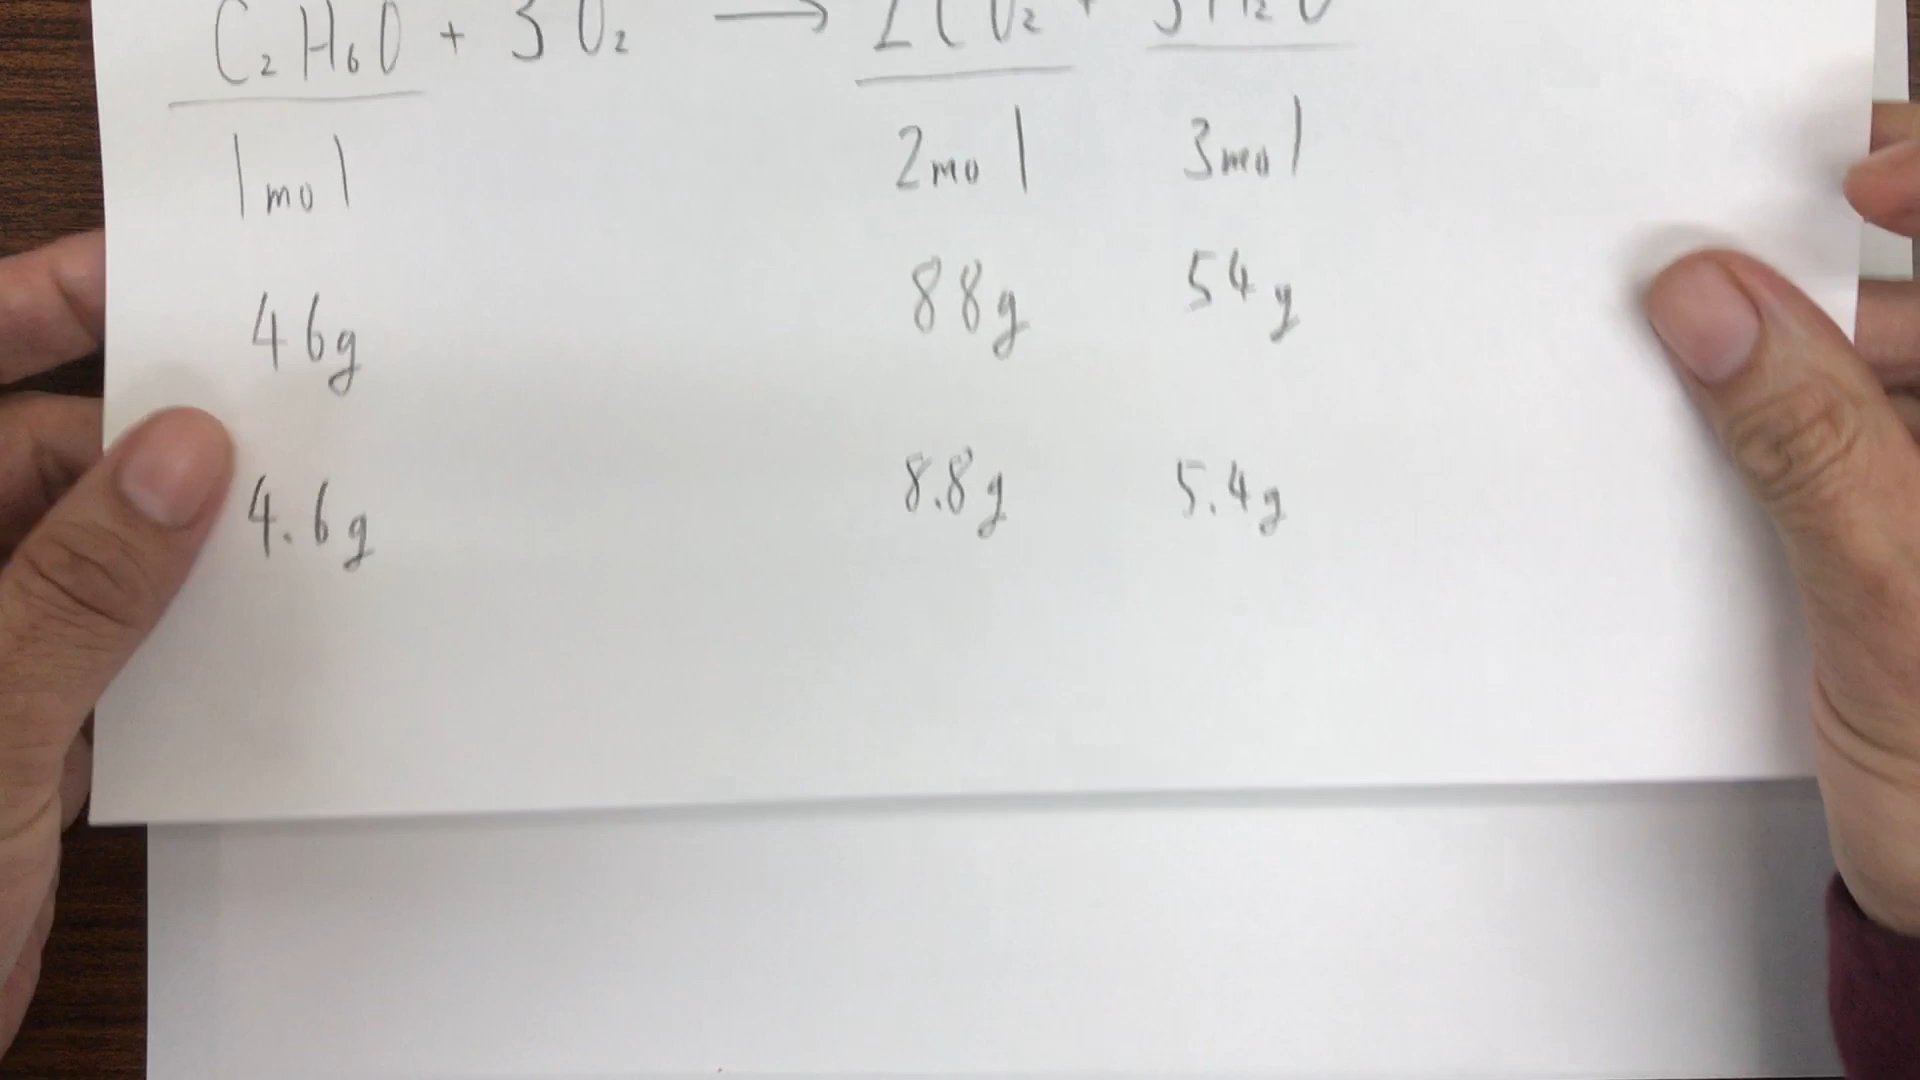 C₂H₆O + 3O₂ → 2CO₂ + 3H₂O
1mol 2mol 3mol
46g 88g 54g
4.6g 8.8g 5.4g